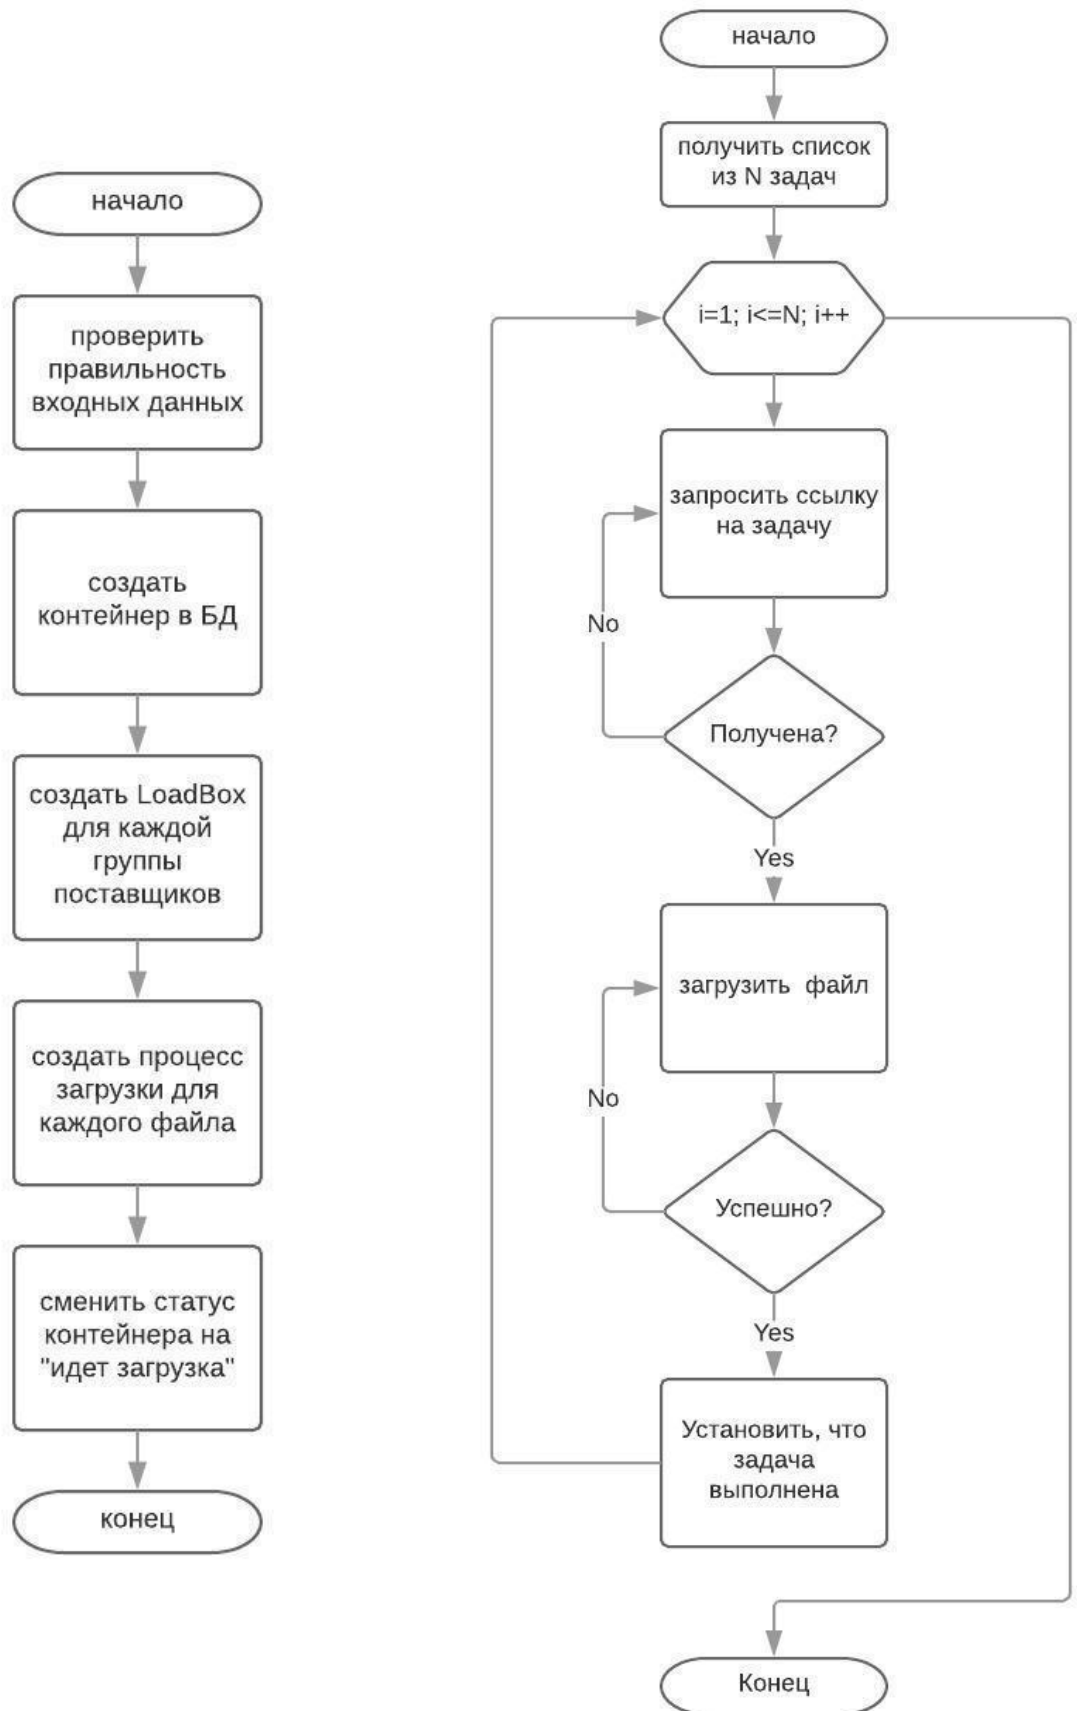 начало
проверить
правильность
входных данных
создать
контейнер в БД
создать LoadBox
для каждой
группы
поставщиков
создать процесс
загрузки для
каждого файла
сменить статус
контейнера на
"идет загрузка"
конец
начало
получить список
из N задач
i=1; i<=N; i++
запросить ссылку
на задачу
No
Получена?
Yes
загрузить файл
No
Успешно?
Yes
Установить, что
задача
выполнена
Конец